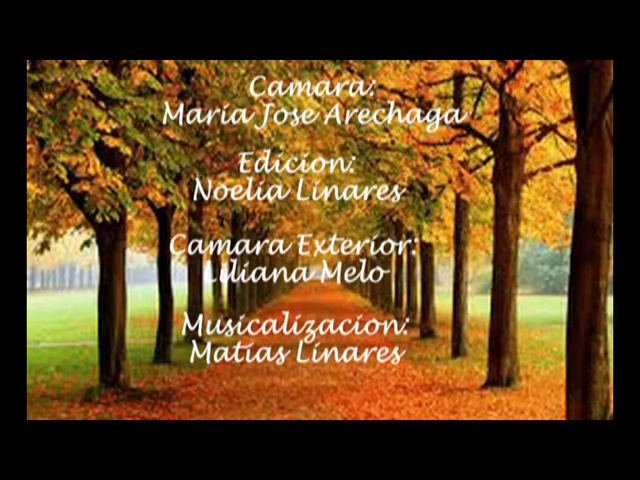 Camara:
Maria Jose Arechaga
Edicion:
Noelia Linares
Camara Exterior:
Liliana Melo
Musicalizacion:
Matias Linares